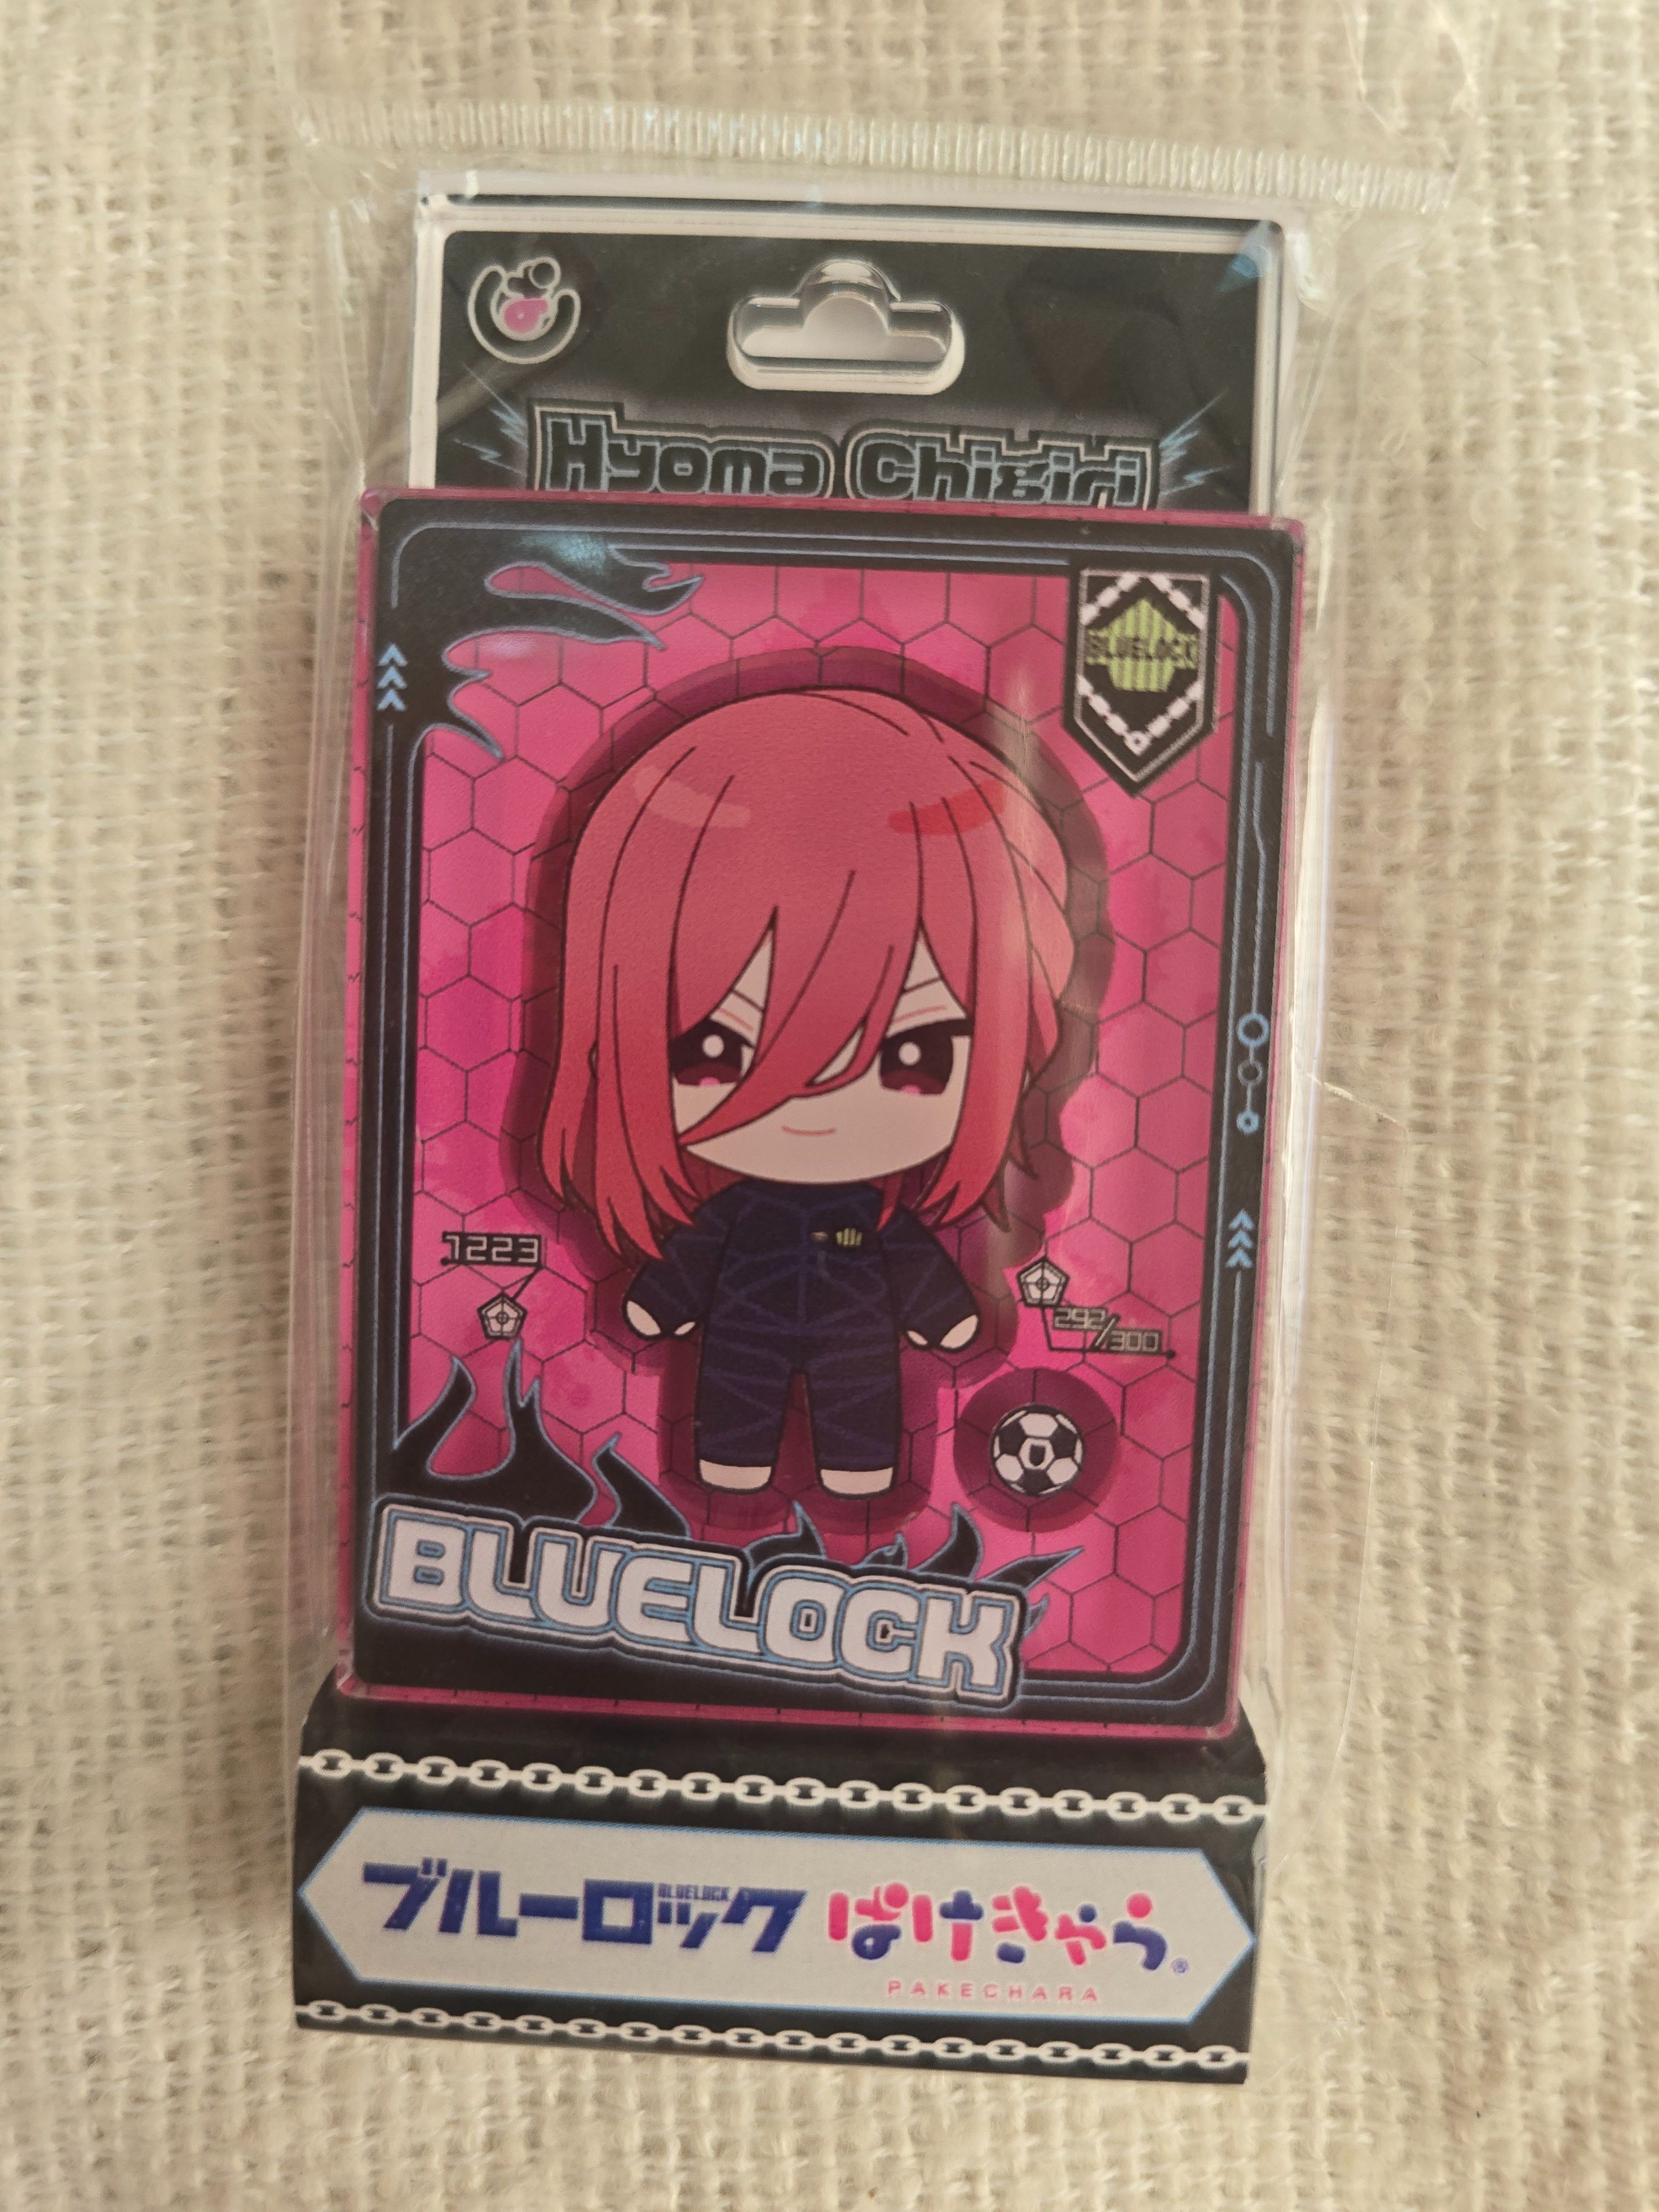 Hyoma Chigiri
BLUELOCK
1223
292/300
BLUELOCK
ブルーロック
BLUELOCK
ぱけきゃら®
PAKECHARA